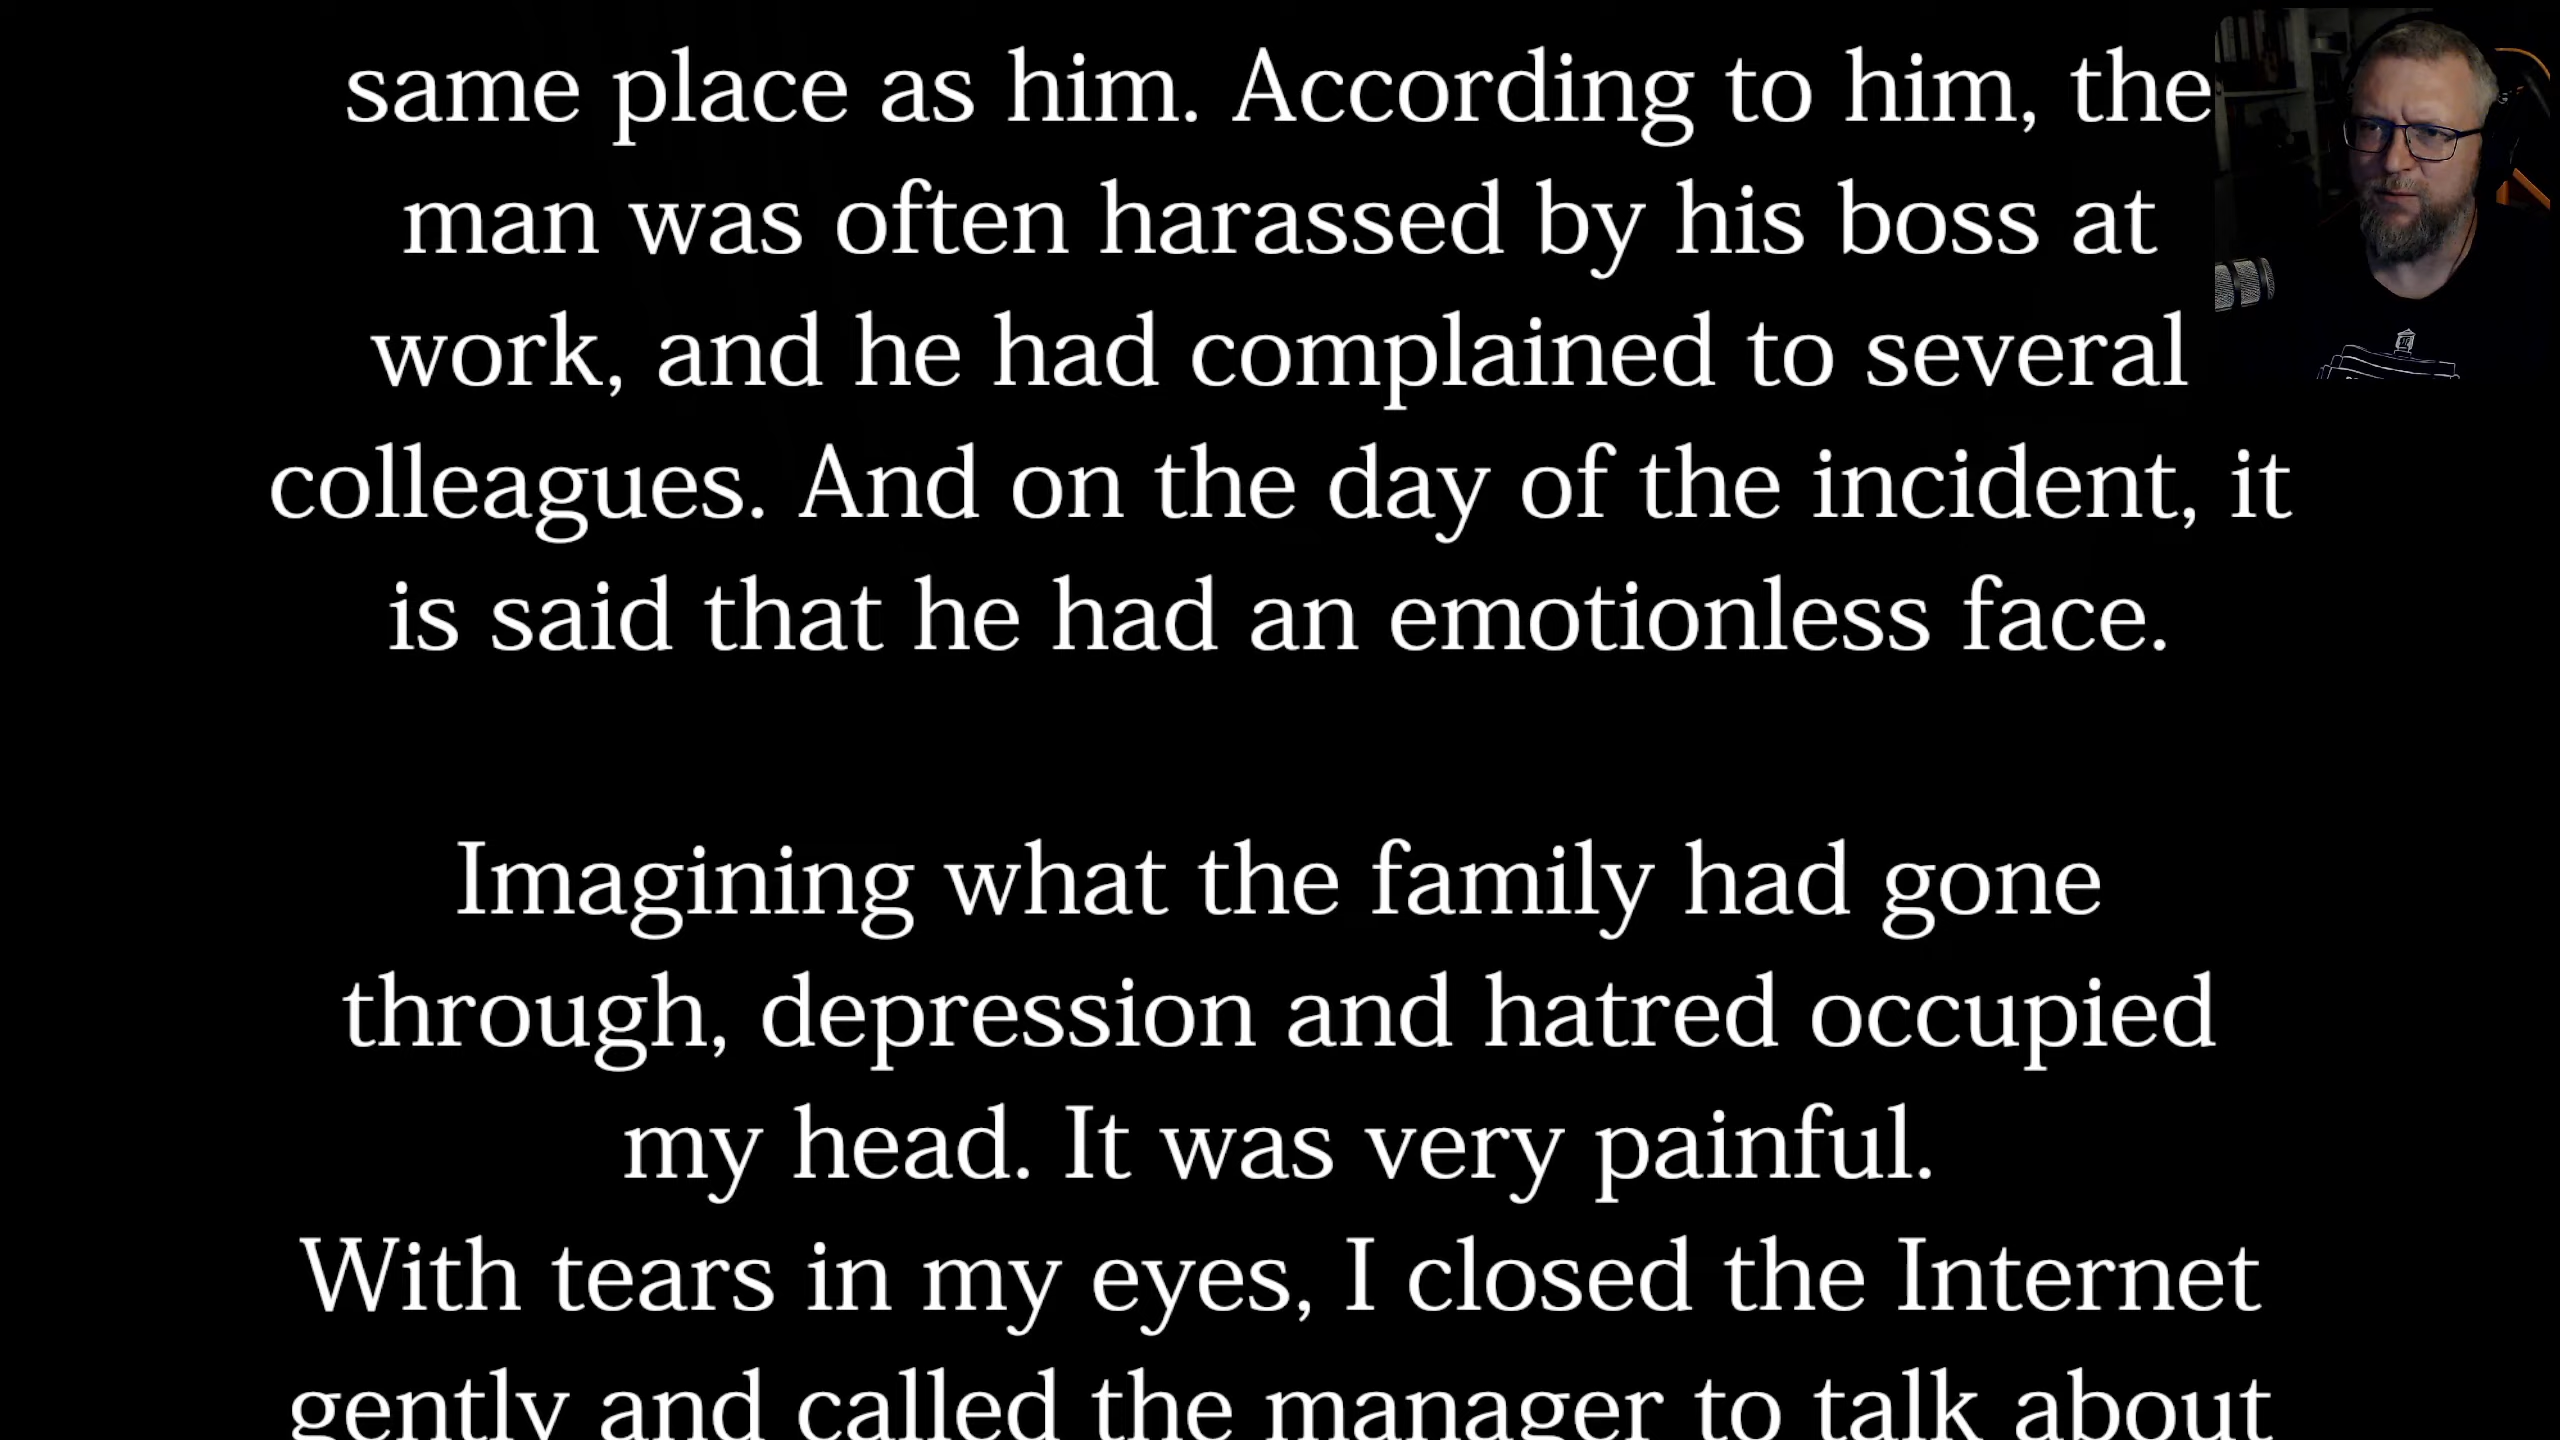 same place as him. According to him, the
man was often harassed by his boss at
work, and he had complained to several
colleagues. And on the day of the incident, it
is said that he had an emotionless face.
Imagining what the family had gone
through, depression and hatred occupied
my head. It was very painful.
With tears in my eyes, I closed the Internet
gently and called the manager to talk about